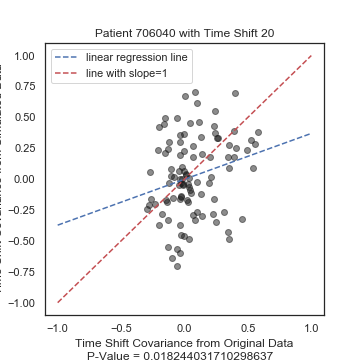 Patient 706040 with Time Shift 20
linear regression line
line with slope=1
1.00
0.75
0.50
0.25
0.00
−0.25
−0.50
−0.75
−1.00
−1.0 −0.5 0.0 0.5 1.0
Time Shift Covariance from Original Data
P-Value = 0.018244031710298637